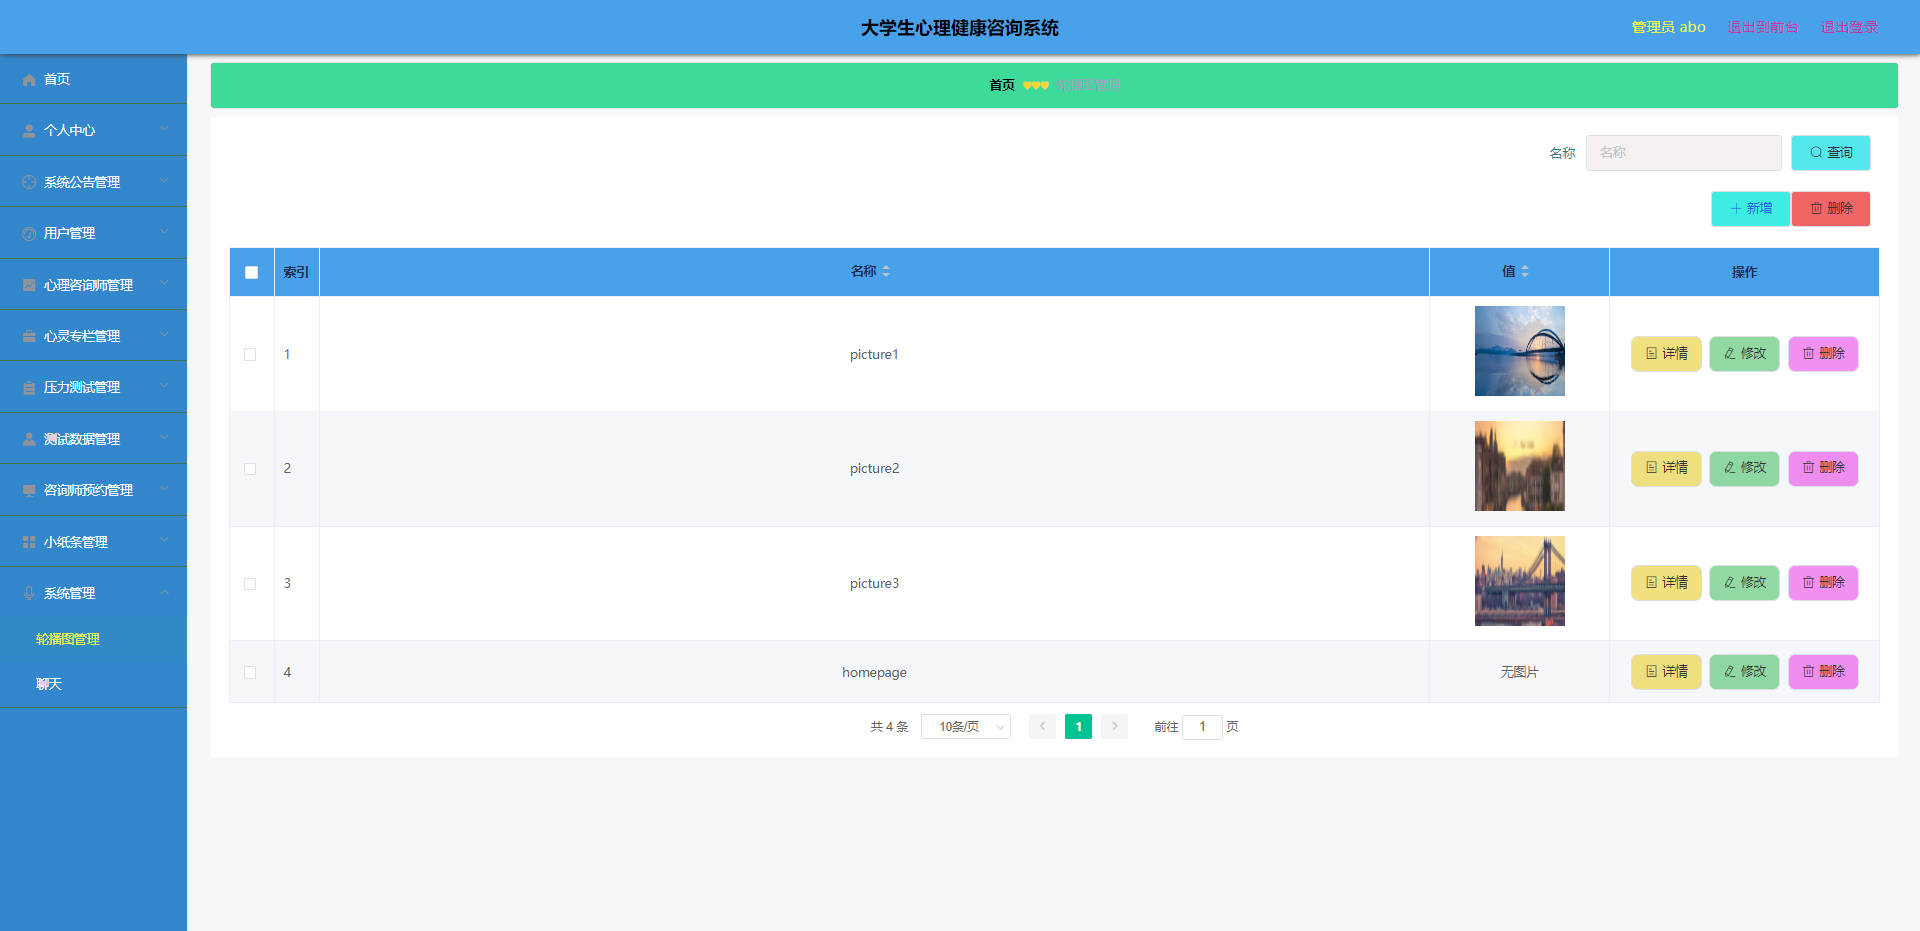 大学生心理健康咨询系统
管理员 abo
退出到前台
退出登录
首页
个人中心
系统公告管理
用户管理
心理咨询师管理
心灵专栏管理
压力测试管理
测试数据管理
咨询师预约管理
小纸条管理
系统管理
轮播图管理
聊天
首页 轮播图管理
名称 名称 查询
新增 删除
索引 名称 值 操作
1 picture1 详情 修改 删除
2 picture2 详情 修改 删除
3 picture3 详情 修改 删除
4 homepage 无图片 详情 修改 删除
共 4 条 10条/页 1 前往 1 页